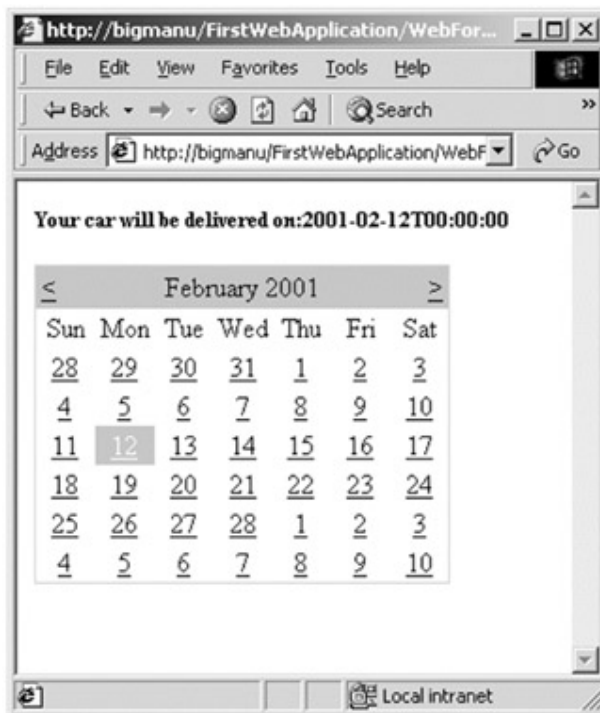 http://bigmanu/FirstWebApplication/WebFor...
File Edit View Favorites Tools Help
Back Search »
Address http://bigmanu/FirstWebApplication/WebF Go
Your car will be delivered on:2001-02-12T00:00:00
< February 2001 >
Sun Mon Tue Wed Thu Fri Sat
28 29 30 31 1 2 3
4 5 6 7 8 9 10
11 12 13 14 15 16 17
18 19 20 21 22 23 24
25 26 27 28 1 2 3
4 5 6 7 8 9 10
Local intranet